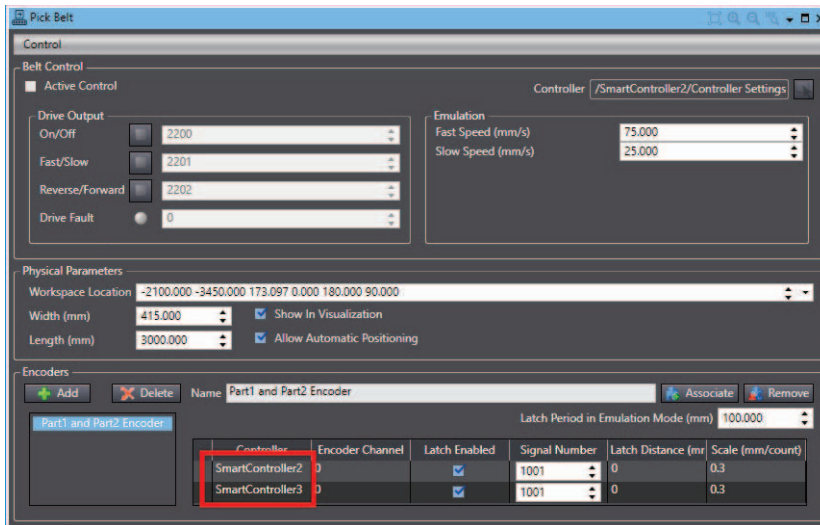 Pick Belt
Control
Belt Control
Active Control
Controller /SmartController2/Controller Settings
Drive Output
On/Off 2200
Fast/Slow 2201
Reverse/Forward 2202
Drive Fault 0
Emulation
Fast Speed (mm/s) 75.000
Slow Speed (mm/s) 25.000
Physical Parameters
Workspace Location -2100.000 -3450.000 173.097 0.000 180.000 90.000
Width (mm) 415.000 Show In Visualization
Length (mm) 3000.000 Allow Automatic Positioning
Encoders
Add Delete Name Part1 and Part2 Encoder Associate Remove
Part1 and Part2 Encoder
Latch Period in Emulation Mode (mm) 100.000
Controller Encoder Channel Latch Enabled Signal Number Latch Distance (mr Scale (mm/count)
SmartController2 0 1001 0 0.3
SmartController3 0 1001 0 0.3